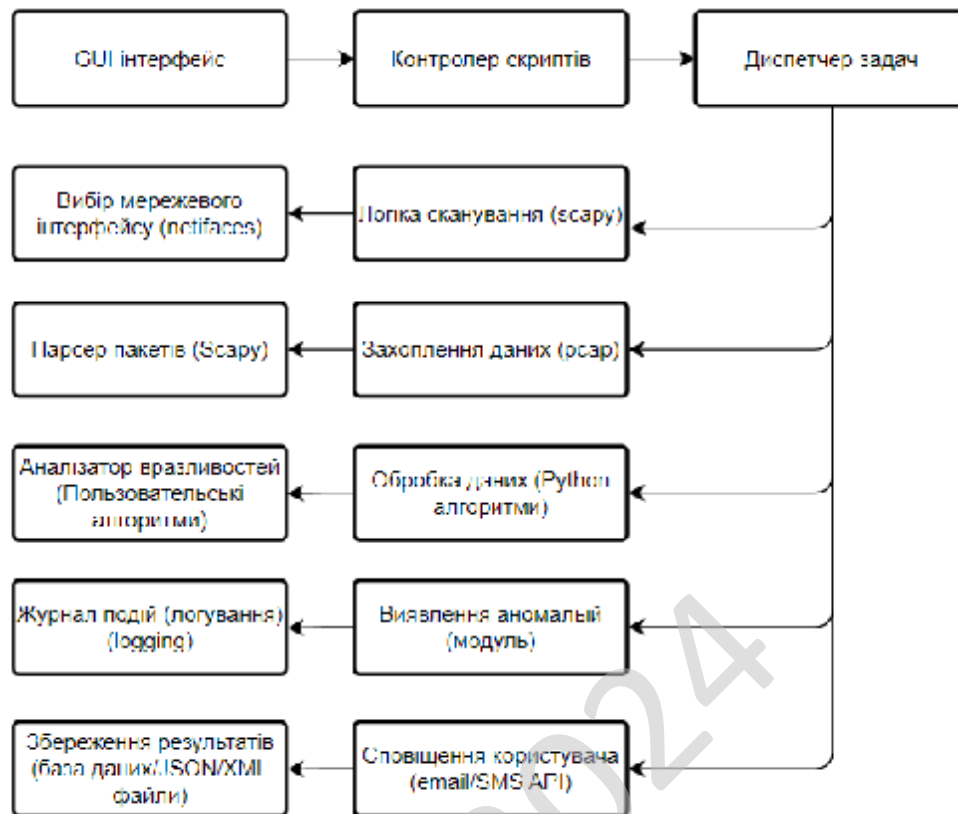 GUI інтерфейс
Контролер скриптів
Диспетчер задач
Вибір мережевого
інтерфейсу (netifaces)
Логіка сканування (scapy)
Парсер пакетів (Scapy)
Захоплення даних (pcap)
Аналізатор вразливостей
(Пользовательські
алгоритми)
Обробка даних (Python
алгоритми)
Журнал подій (логування)
(logging)
Виявлення аномалый
(модуль)
Збереження результатів
(база даних/JSON/XML
файли)
Сповіщення користувача
(email/SMS API)
2024